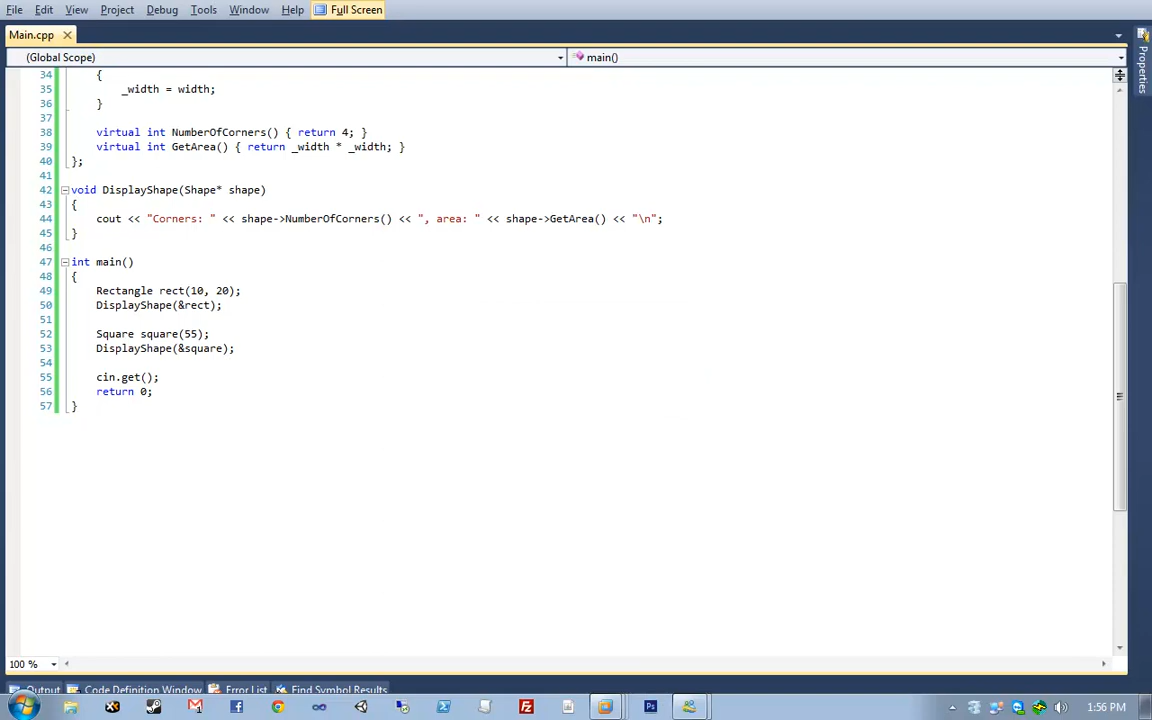 File Edit View Project Debug Tools Window Help Full Screen
Main.cpp
(Global Scope) main()
Properties
34 {
35 _width = width;
36 }
37
38 virtual int NumberOfCorners() { return 4; }
39 virtual int GetArea() { return _width * _width; }
40 };
41
42 void DisplayShape(Shape* shape)
43 {
44 cout << "Corners: " << shape->NumberOfCorners() << ", area: " << shape->GetArea() << "\n";
45 }
46
47 int main()
48 {
49 Rectangle rect(10, 20);
50 DisplayShape(&rect);
51
52 Square square(55);
53 DisplayShape(&square);
54
55 cin.get();
56 return 0;
57 }
100 %
Output Code Definition Window Error List Find Symbol Results
1:56 PM